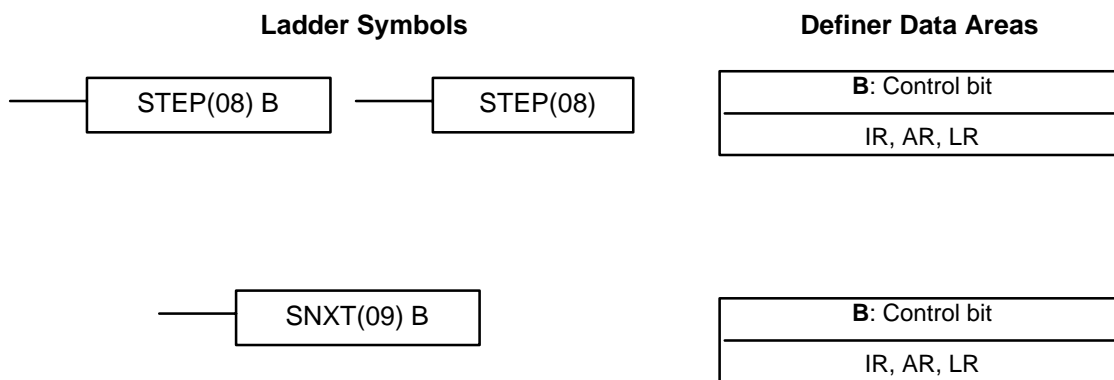 Ladder Symbols
Definer Data Areas
STEP(08) B
STEP(08)
B: Control bit
IR, AR, LR
SNXT(09) B
B: Control bit
IR, AR, LR